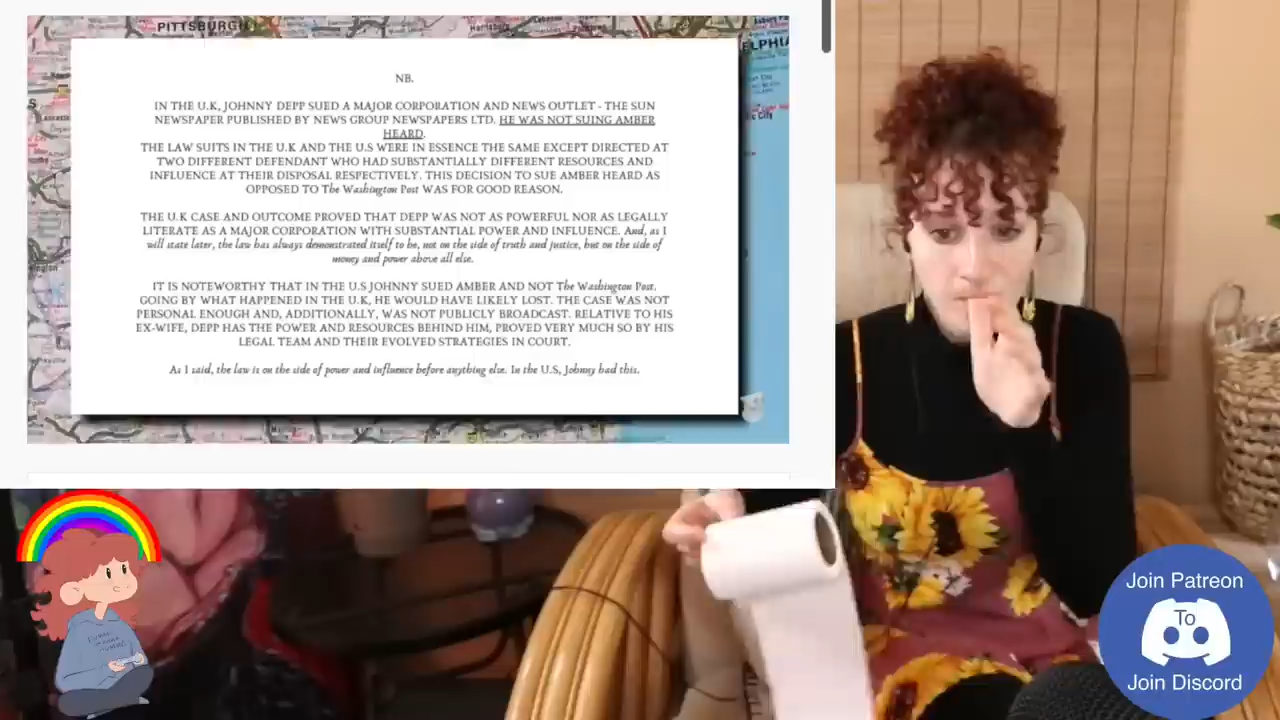 PITTSBURGH
Harrisburg
ELPHIA
c City
NB.
IN THE U.K, JOHNNY DEPP SUED A MAJOR CORPORATION AND NEWS OUTLET - THE SUN
NEWSPAPER PUBLISHED BY NEWS GROUP NEWSPAPERS LTD. HE WAS NOT SUING AMBER
HEARD.
THE LAW SUITS IN THE U.K AND THE U.S WERE IN ESSENCE THE SAME EXCEPT DIRECTED AT
TWO DIFFERENT DEFENDANT WHO HAD SUBSTANTIALLY DIFFERENT RESOURCES AND
INFLUENCE AT THEIR DISPOSAL RESPECTIVELY. THIS DECISION TO SUE AMBER HEARD AS
OPPOSED TO The Washington Post WAS FOR GOOD REASON.
THE U.K CASE AND OUTCOME PROVED THAT DEPP WAS NOT AS POWERFUL NOR AS LEGALLY
LITERATE AS A MAJOR CORPORATION WITH SUBSTANTIAL POWER AND INFLUENCE. And, as I
will state later, the law has always demonstrated itself to be, not on the side of truth and justice, but on the side of
money and power above all else.
IT IS NOTEWORTHY THAT IN THE U.S JOHNNY SUED AMBER AND NOT The Washington Post.
GOING BY WHAT HAPPENED IN THE U.K, HE WOULD HAVE LIKELY LOST. THE CASE WAS NOT
PERSONAL ENOUGH AND, ADDITIONALLY, WAS NOT PUBLICLY BROADCAST. RELATIVE TO HIS
EX-WIFE, DEPP HAS THE POWER AND RESOURCES BEHIND HIM, PROVED VERY MUCH SO BY HIS
LEGAL TEAM AND THEIR EVOLVED STRATEGIES IN COURT.
As I said, the law is on the side of power and influence before anything else. In the U.S, Johnny had this.
Join Patreon
To
Join Discord